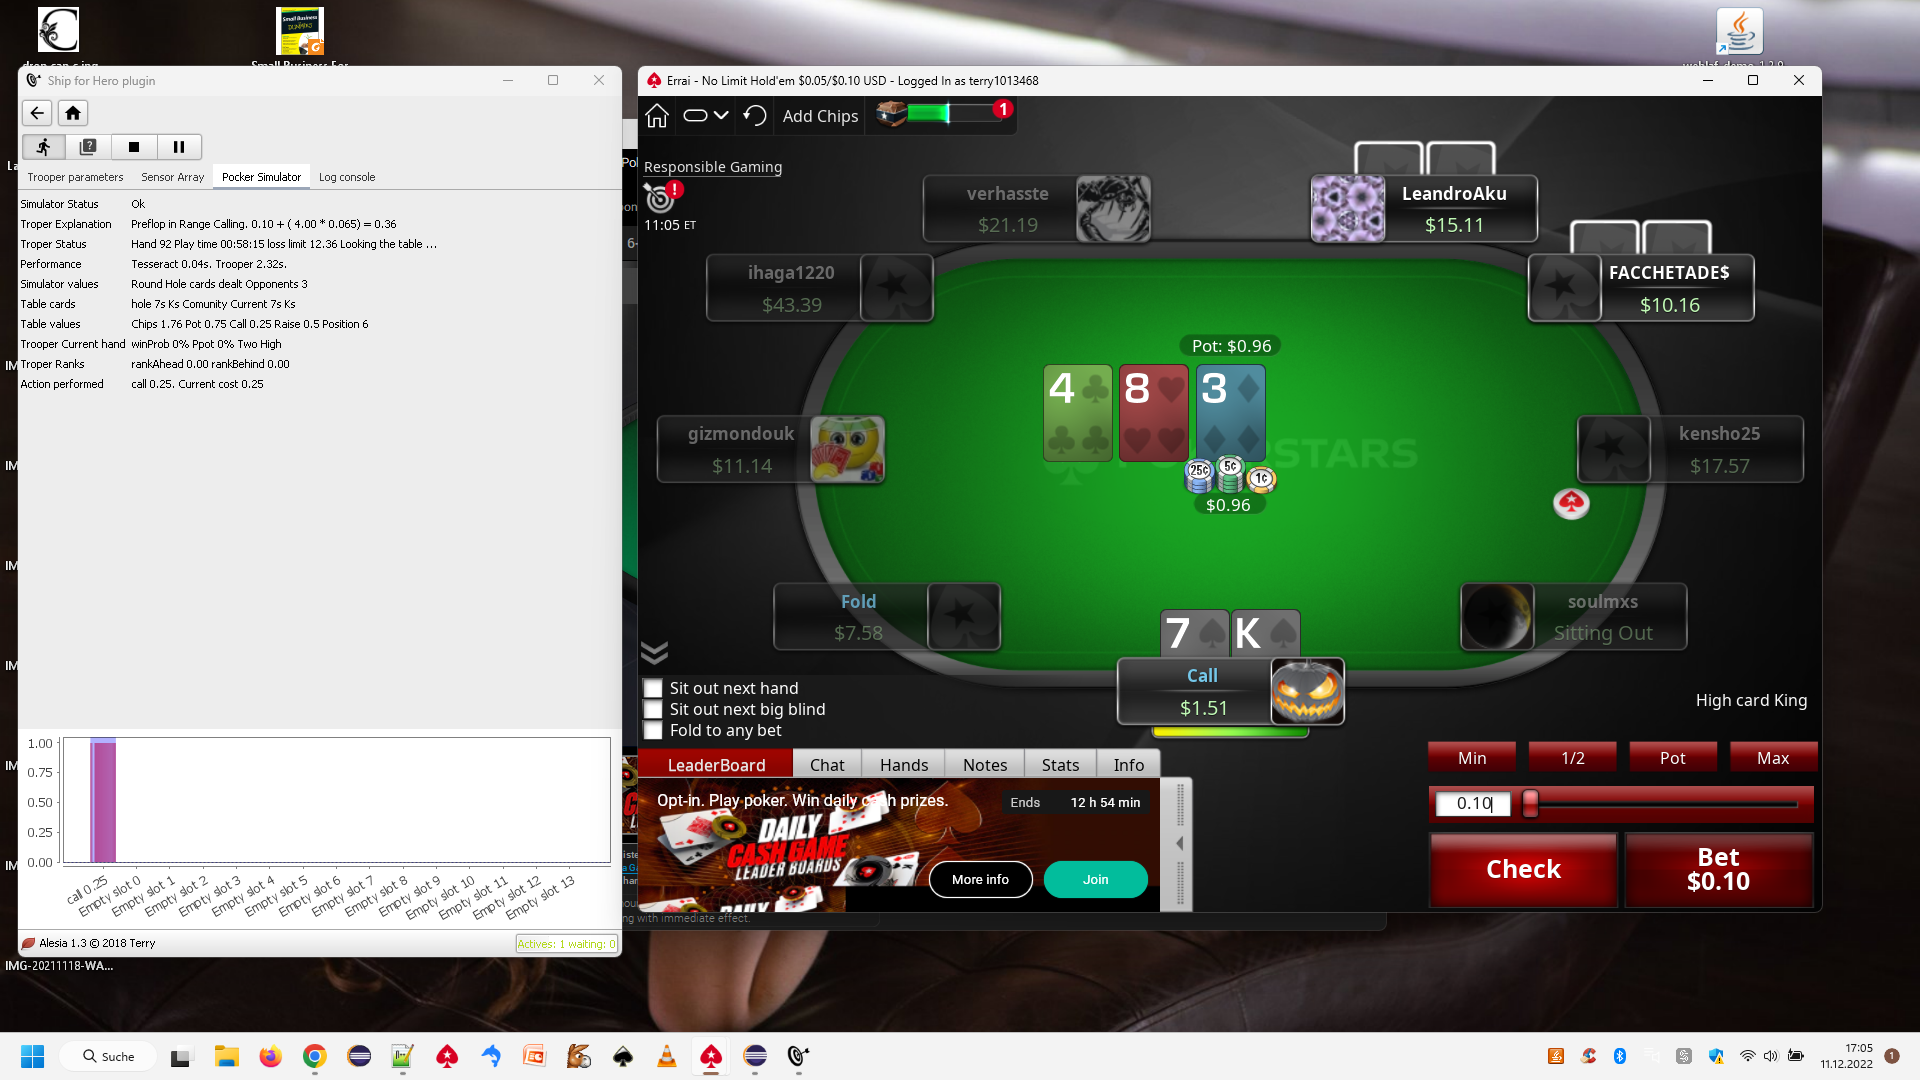 Ship for Hero plugin
Trooper parameters
Sensor Array
Pocker Simulator
Log console
Simulator Status Ok
Troper Explanation Preflop in Range Calling. 0.10 + ( 4.00 * 0.065) = 0.36
Troper Status Hand 92 Play time 00:58:15 loss limit 12.36 Looking the table ...
Performance Tesseract 0.04s. Trooper 2.32s.
Simulator values Round Hole cards dealt Opponents 3
Table cards hole 7s Ks Comunity Current 7s Ks
Table values Chips 1.76 Pot 0.75 Call 0.25 Raise 0.5 Position 6
Trooper Current hand winProb 0% Ppot 0% Two High
Troper Ranks rankAhead 0.00 rankBehind 0.00
Action performed call 0.25. Current cost 0.25
1.00
0.75
0.50
0.25
0.00
call 0.25
Empty slot 0
Empty slot 1
Empty slot 2
Empty slot 3
Empty slot 4
Empty slot 5
Empty slot 6
Empty slot 7
Empty slot 8
Empty slot 9
Empty slot 10
Empty slot 11
Empty slot 12
Empty slot 13
Alesia 1.3 © 2018 Terry
Actives: 1 waiting: 0
IMG-20211118-WA...
Errai - No Limit Hold'em $0.05/$0.10 USD - Logged In as terry1013468
Add Chips
1
Responsible Gaming
!
11:05 ET
verhasste
$21.19
LeandroAku
$15.11
ihaga1220
$43.39
FACCHETADE$
$10.16
Pot: $0.96
4
8
3
STARS
25¢
5¢
1¢
$0.96
gizmondouk
$11.14
kensho25
$17.57
Fold
$7.58
soulmxs
Sitting Out
7
K
Call
$1.51
Sit out next hand
Sit out next big blind
Fold to any bet
High card King
LeaderBoard
Chat
Hands
Notes
Stats
Info
Opt-in. Play poker. Win daily cash prizes.
Ends 12 h 54 min
DAILY
CASH GAME
LEADER BOARDS
More info
Join
ng with immediate effect.
Min
1/2
Pot
Max
0.10
Check
Bet
$0.10
Suche
17:05
11.12.2022
1